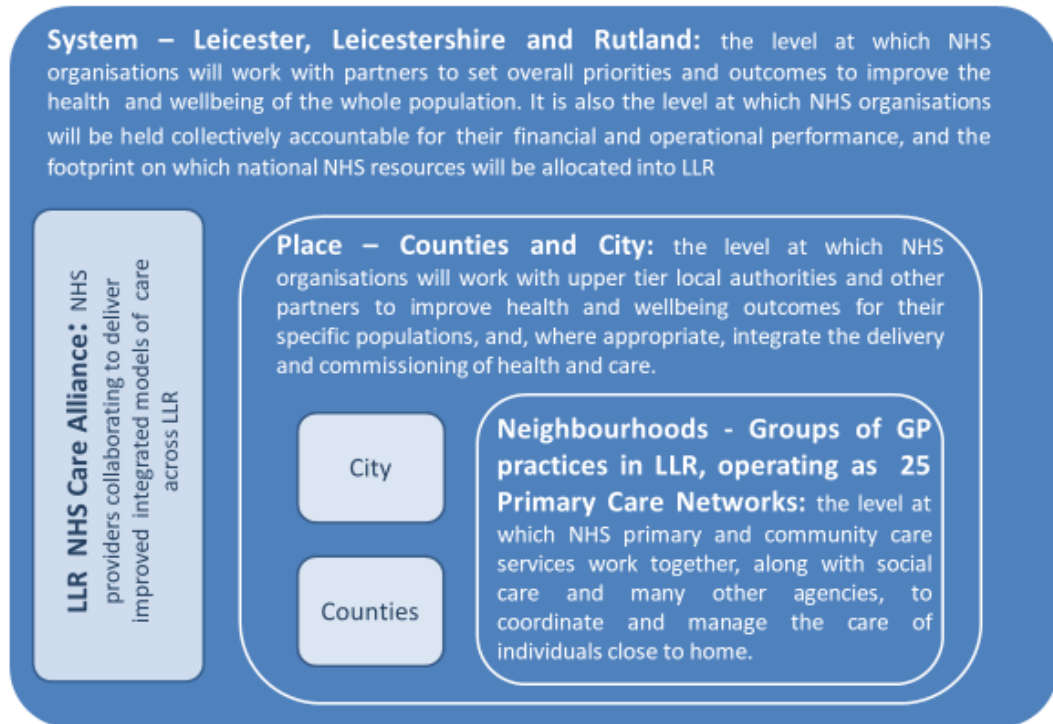 System – Leicester, Leicestershire and Rutland: the level at which NHS
organisations will work with partners to set overall priorities and outcomes to improve the
health and wellbeing of the whole population. It is also the level at which NHS organisations
will be held collectively accountable for their financial and operational performance, and the
footprint on which national NHS resources will be allocated into LLR
LLR NHS Care Alliance: NHS
providers collaborating to deliver
improved integrated models of care
across LLR
Place – Counties and City: the level at which NHS
organisations will work with upper tier local authorities and other
partners to improve health and wellbeing outcomes for their
specific populations, and, where appropriate, integrate the delivery
and commissioning of health and care.
City
Counties
Neighbourhoods - Groups of GP
practices in LLR, operating as 25
Primary Care Networks: the level at
which NHS primary and community care
services work together, along with social
care and many other agencies, to
coordinate and manage the care of
individuals close to home.